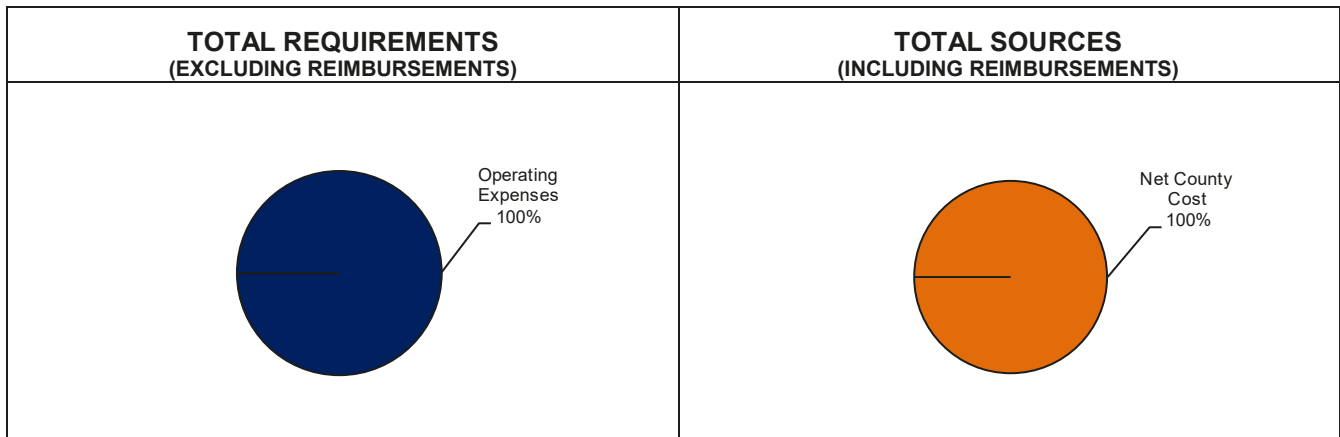 TOTAL REQUIREMENTS
(EXCLUDING REIMBURSEMENTS)
TOTAL SOURCES
(INCLUDING REIMBURSEMENTS)
Operating
Expenses
100%
Net County
Cost
100%